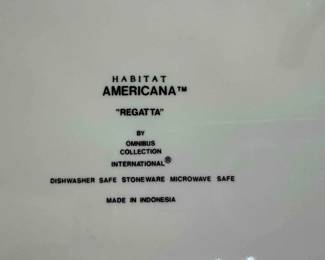 HABITAT
AMERICANA™
"REGATTA"
BY
OMNIBUS
COLLECTION
INTERNATIONAL®
DISHWASHER SAFE STONEWARE MICROWAVE SAFE
MADE IN INDONESIA